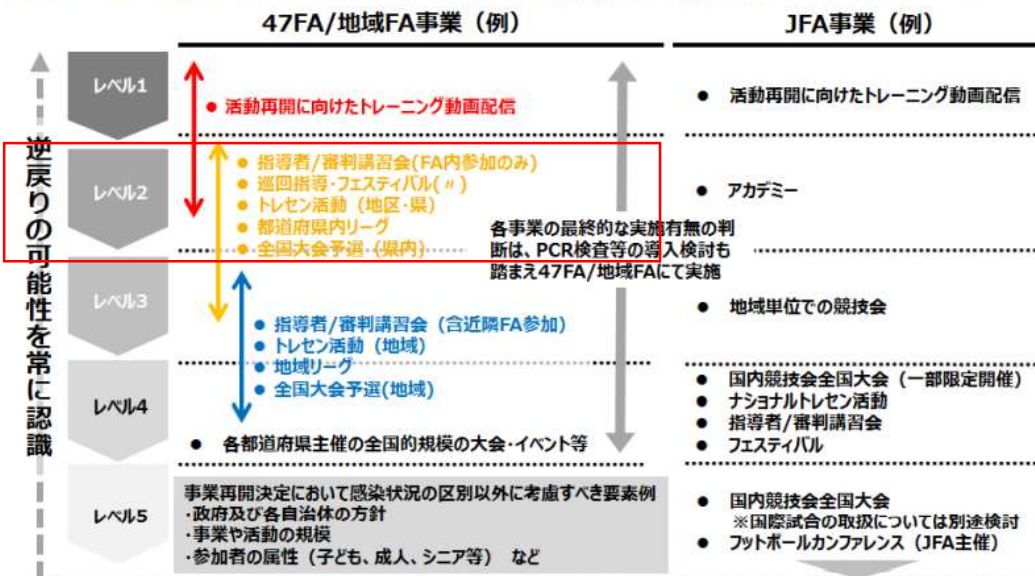 47FA/地域FA事業（例）
JFA事業（例）
逆戻りの可能性を常に認識
レベル1
● 活動再開に向けたトレーニング動画配信
● 活動再開に向けたトレーニング動画配信
レベル2
● 指導者/審判講習会(FA内参加のみ)
● 巡回指導･フェスティバル(〃)
● トレセン活動（地区･県）
● 都道府県内リーグ
● 全国大会予選（県内）
● アカデミー
各事業の最終的な実施有無の判
断は、PCR検査等の導入検討も
踏まえ47FA/地域FAにて実施
レベル3
● 指導者/審判講習会（含近隣FA参加）
● トレセン活動（地域）
● 地域リーグ
● 全国大会予選(地域)
● 地域単位での競技会
レベル4
● 各都道府県主催の全国的規模の大会･イベント等
● 国内競技会全国大会（一部限定開催）
● ナショナルトレセン活動
● 指導者/審判講習会
● フェスティバル
レベル5
事業再開決定において感染状況の区別以外に考慮すべき要素例
･政府及び各自治体の方針
･事業や活動の規模
･参加者の属性（子ども、成人、シニア等） など
● 国内競技会全国大会
※国際試合の取扱については別途検討
● フットボールカンファレンス（JFA主催）